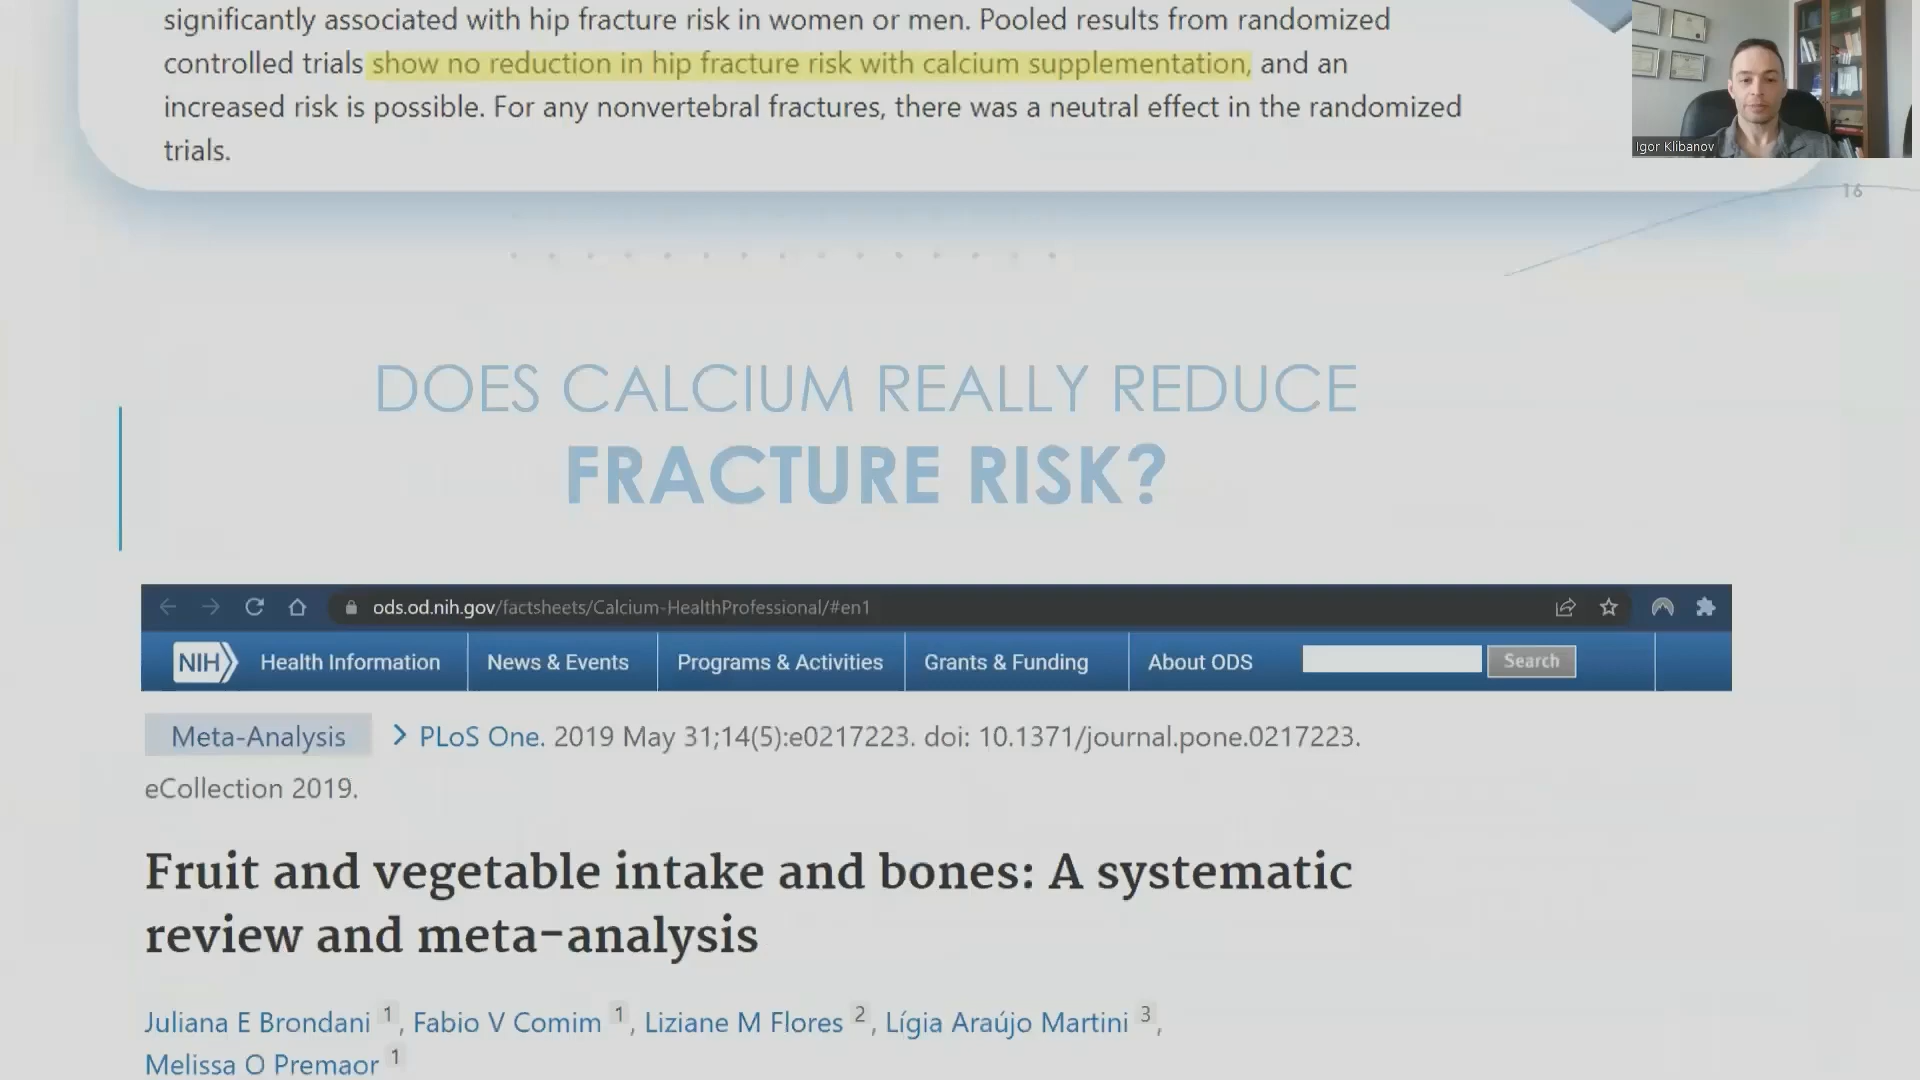 significantly associated with hip fracture risk in women or men. Pooled results from randomized
controlled trials show no reduction in hip fracture risk with calcium supplementation, and an
increased risk is possible. For any nonvertebral fractures, there was a neutral effect in the randomized
trials.
Igor Klibanov
16
DOES CALCIUM REALLY REDUCE
FRACTURE RISK?
ods.od.nih.gov/factsheets/Calcium-HealthProfessional/#en1
NIH Health Information News & Events Programs & Activities Grants & Funding About ODS Search
Meta-Analysis > PLoS One. 2019 May 31;14(5):e0217223. doi: 10.1371/journal.pone.0217223.
eCollection 2019.
Fruit and vegetable intake and bones: A systematic
review and meta-analysis
Juliana E Brondani 1, Fabio V Comim 1, Liziane M Flores 2, Lígia Araújo Martini 3,
Melissa O Premaor 1